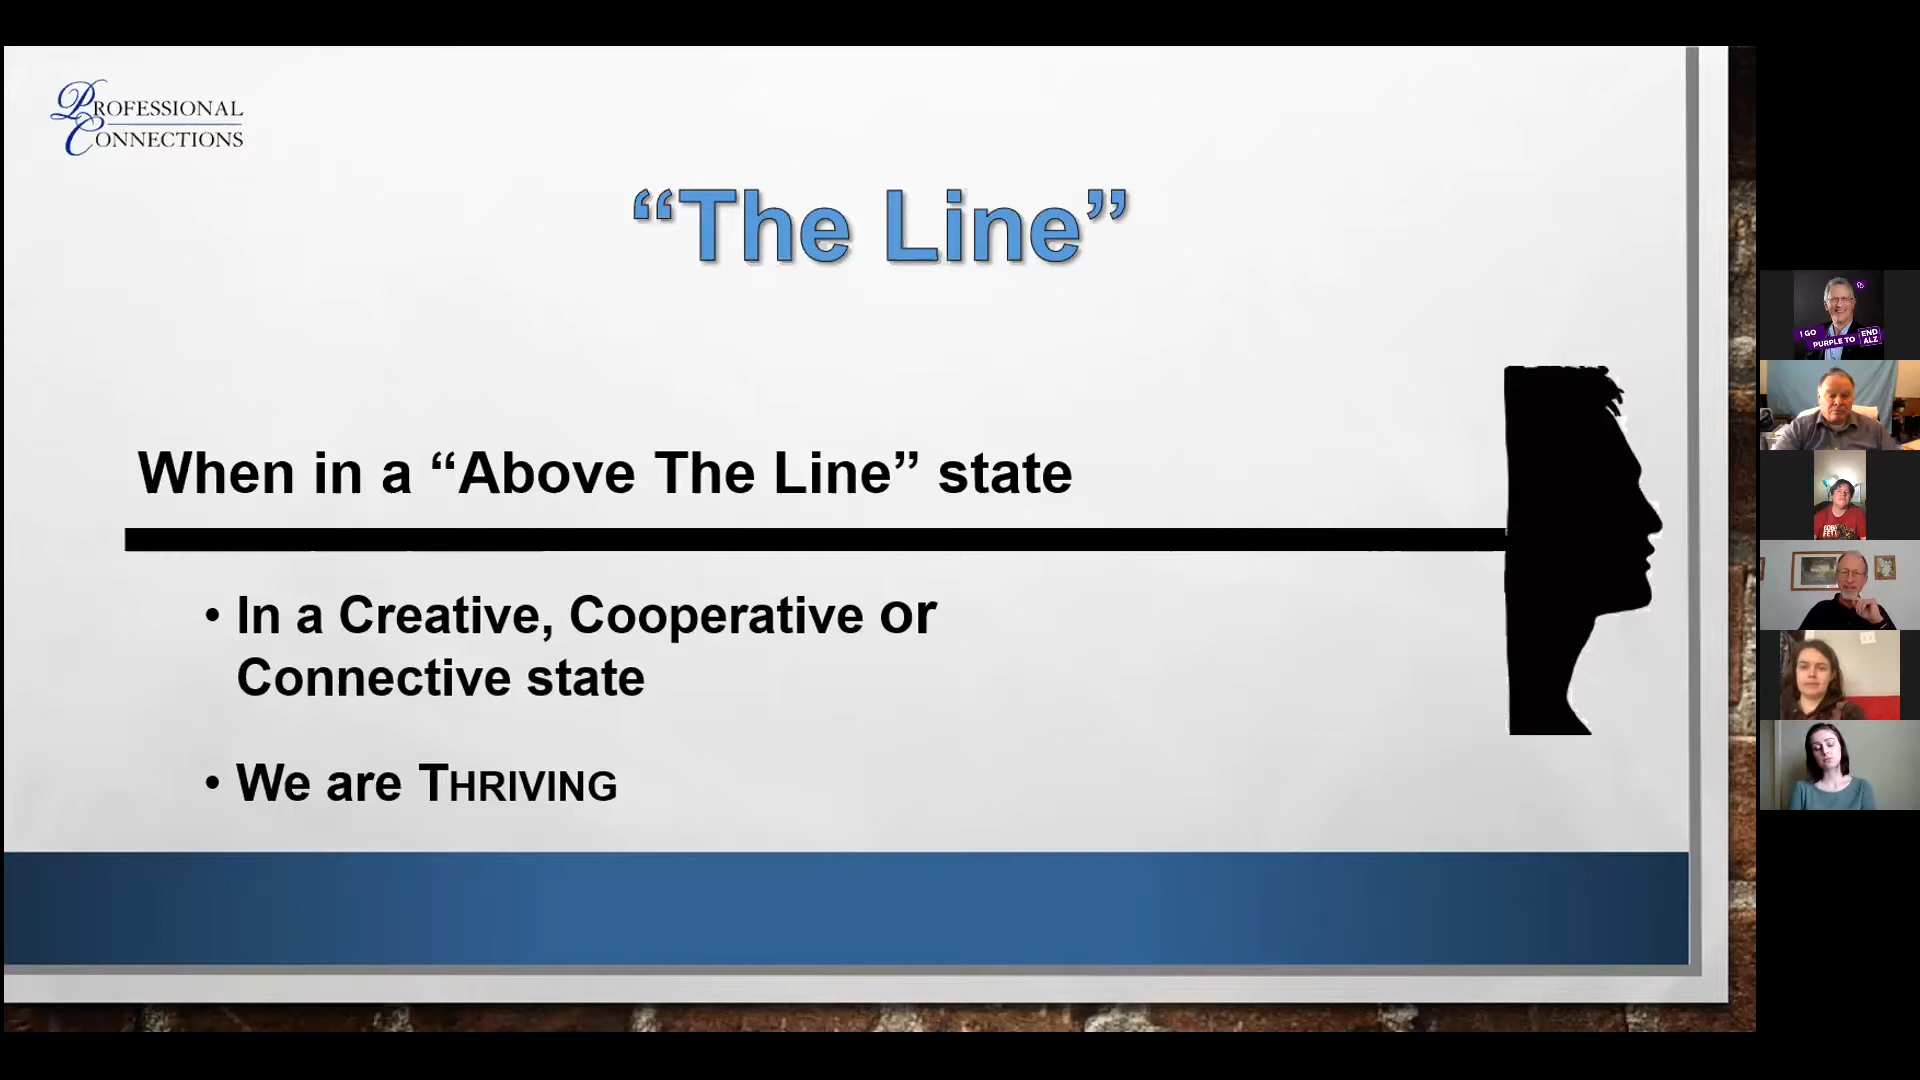 PROFESSIONAL
CONNECTIONS
“The Line”
When in a “Above The Line” state
• In a Creative, Cooperative or
Connective state
• We are THRIVING
I GO
PURPLE TO
END
ALZ